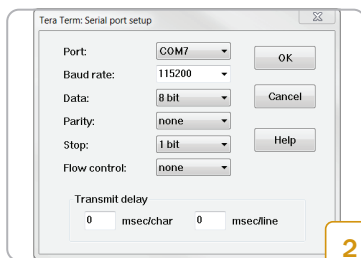 Tera Term: Serial port setup
Port: COM7 OK
Baud rate: 115200
Data: 8 bit Cancel
Parity: none
Stop: 1 bit Help
Flow control: none
Transmit delay
0 msec/char 0 msec/line
2